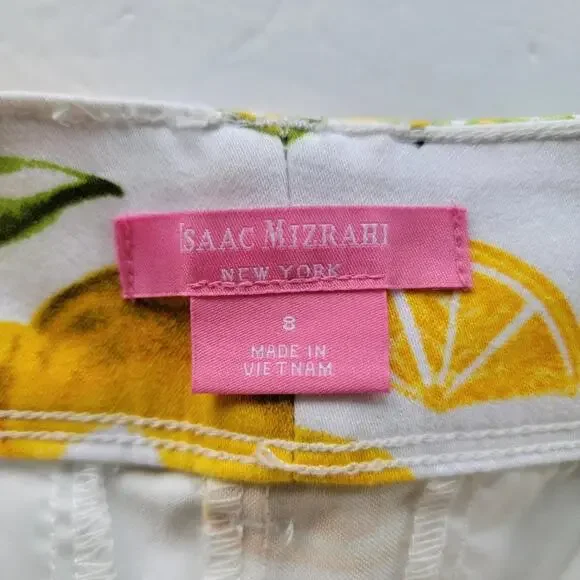 ISAAC MIZRAHI
NEW YORK
8
MADE IN
VIETNAM